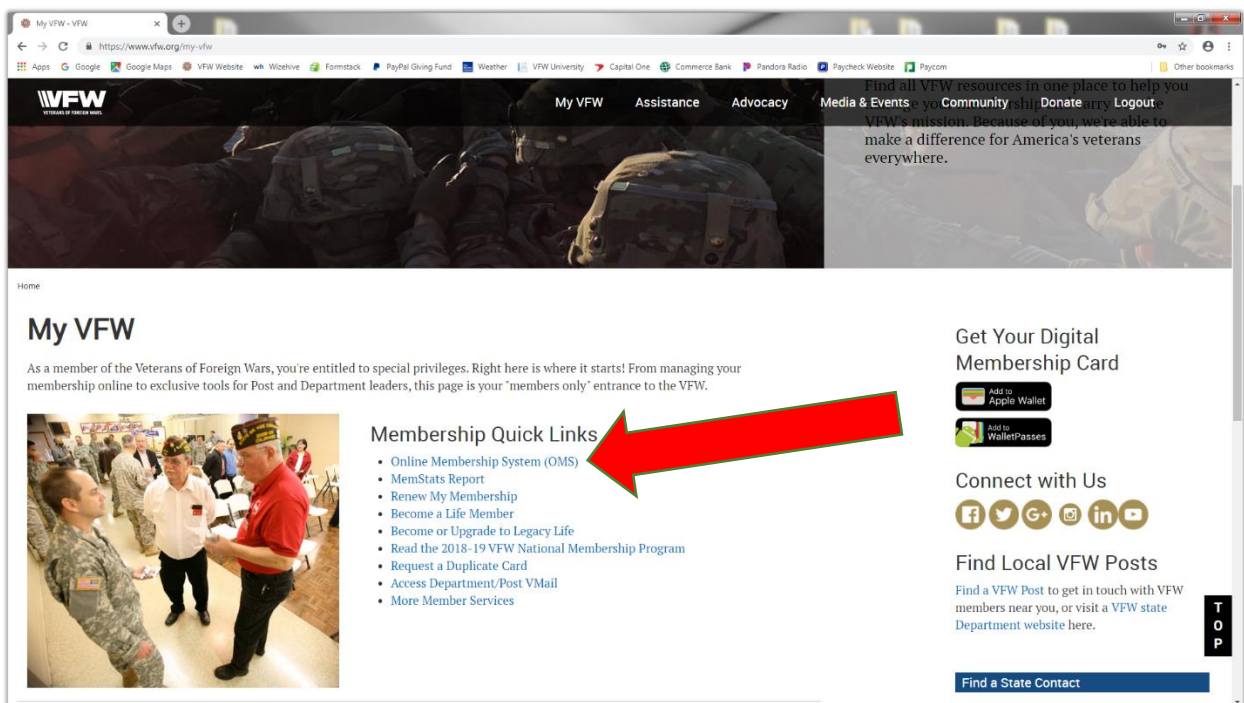 My VFW - VFW
https://www.vfw.org/my-vfw
Apps Google Google Maps VFW Website wh Wizehive Formstack PayPal Giving Fund Weather VFW University Capital One Commerce Bank Pandora Radio Paycheck Website Paycom Other bookmarks
VFW
VETERANS OF FOREIGN WARS.
My VFW Assistance Advocacy Media & Events Community Donate Logout
Find all VFW resources in one place to help you
VFW's mission. Because of you, we're able to
make a difference for America's veterans
everywhere.
Home
My VFW
As a member of the Veterans of Foreign Wars, you're entitled to special privileges. Right here is where it starts! From managing your
membership online to exclusive tools for Post and Department leaders, this page is your "members only" entrance to the VFW.
Membership Quick Links
Online Membership System (OMS)
MemStats Report
Renew My Membership
Become a Life Member
Become or Upgrade to Legacy Life
Read the 2018-19 VFW National Membership Program
Request a Duplicate Card
Access Department/Post VMail
More Member Services
Get Your Digital
Membership Card
Add to
Apple Wallet
Add to
WalletPasses
Connect with Us
Find Local VFW Posts
Find a VFW Post to get in touch with VFW
members near you, or visit a VFW state
Department website here.
TOP
Find a State Contact